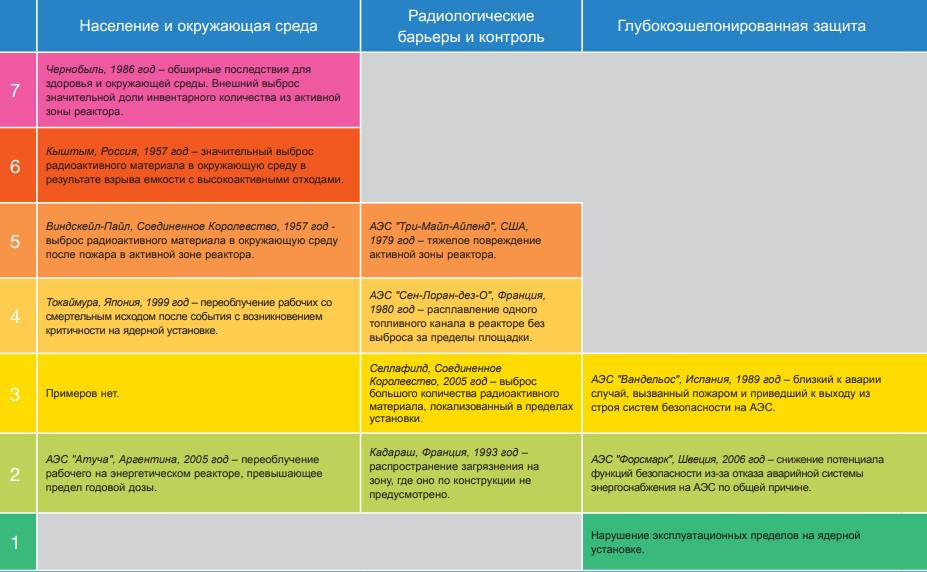 Население и окружающая среда
Радиологические
барьеры и контроль
Глубокоэшелонированная защита
7
Чернобыль, 1986 год – обширные последствия для
здоровья и окружающей среды. Внешний выброс
значительной доли инвентарного количества из активной
зоны реактора.
6
Кыштым, Россия, 1957 год – значительный выброс
радиоактивного материала в окружающую среду в
результате взрыва емкости с высокоактивными отходами.
5
Виндскейл-Пайл, Соединенное Королевство, 1957 год -
выброс радиоактивного материала в окружающую среду
после пожара в активной зоне реактора.
АЭС "Три-Майл-Айленд", США,
1979 год – тяжелое повреждение
активной зоны реактора.
4
Токаймура, Япония, 1999 год – переоблучение рабочих со
смертельным исходом после события с возникновением
критичности на ядерной установке.
АЭС "Сен-Лоран-дез-О", Франция,
1980 год – расплавление одного
топливного канала в реакторе без
выброса за пределы площадки.
3
Примеров нет.
Селлафилд, Соединенное
Королевство, 2005 год – выброс
большого количества радиоактивного
материала, локализованный в пределах
установки.
АЭС "Вандельос", Испания, 1989 год – близкий к аварии
случай, вызванный пожаром и приведший к выходу из
строя систем безопасности на АЭС.
2
АЭС "Атуча", Аргентина, 2005 год – переоблучение
рабочего на энергетическом реакторе, превышающее
предел годовой дозы.
Кадараш, Франция, 1993 год –
распространение загрязнения на
зону, где оно по конструкции не
предусмотрено.
АЭС "Форсмарк", Швеция, 2006 год – снижение потенциала
функций безопасности из-за отказа аварийной системы
энергоснабжения на АЭС по общей причине.
1
Нарушение эксплуатационных пределов на ядерной
установке.